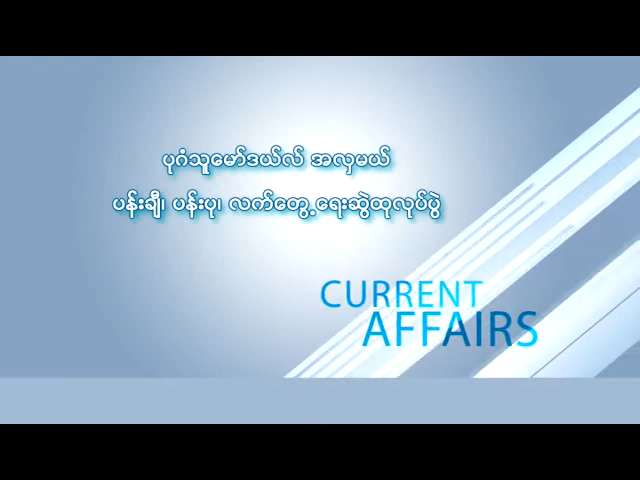 ပုဂံသူမော်ဒယ်လ် အလှမယ်
ပန်းချီ၊ ပန်းပု၊ လက်တွေ့ရေးဆွဲထုလုပ်ပွဲ
CURRENT
AFFAIRS